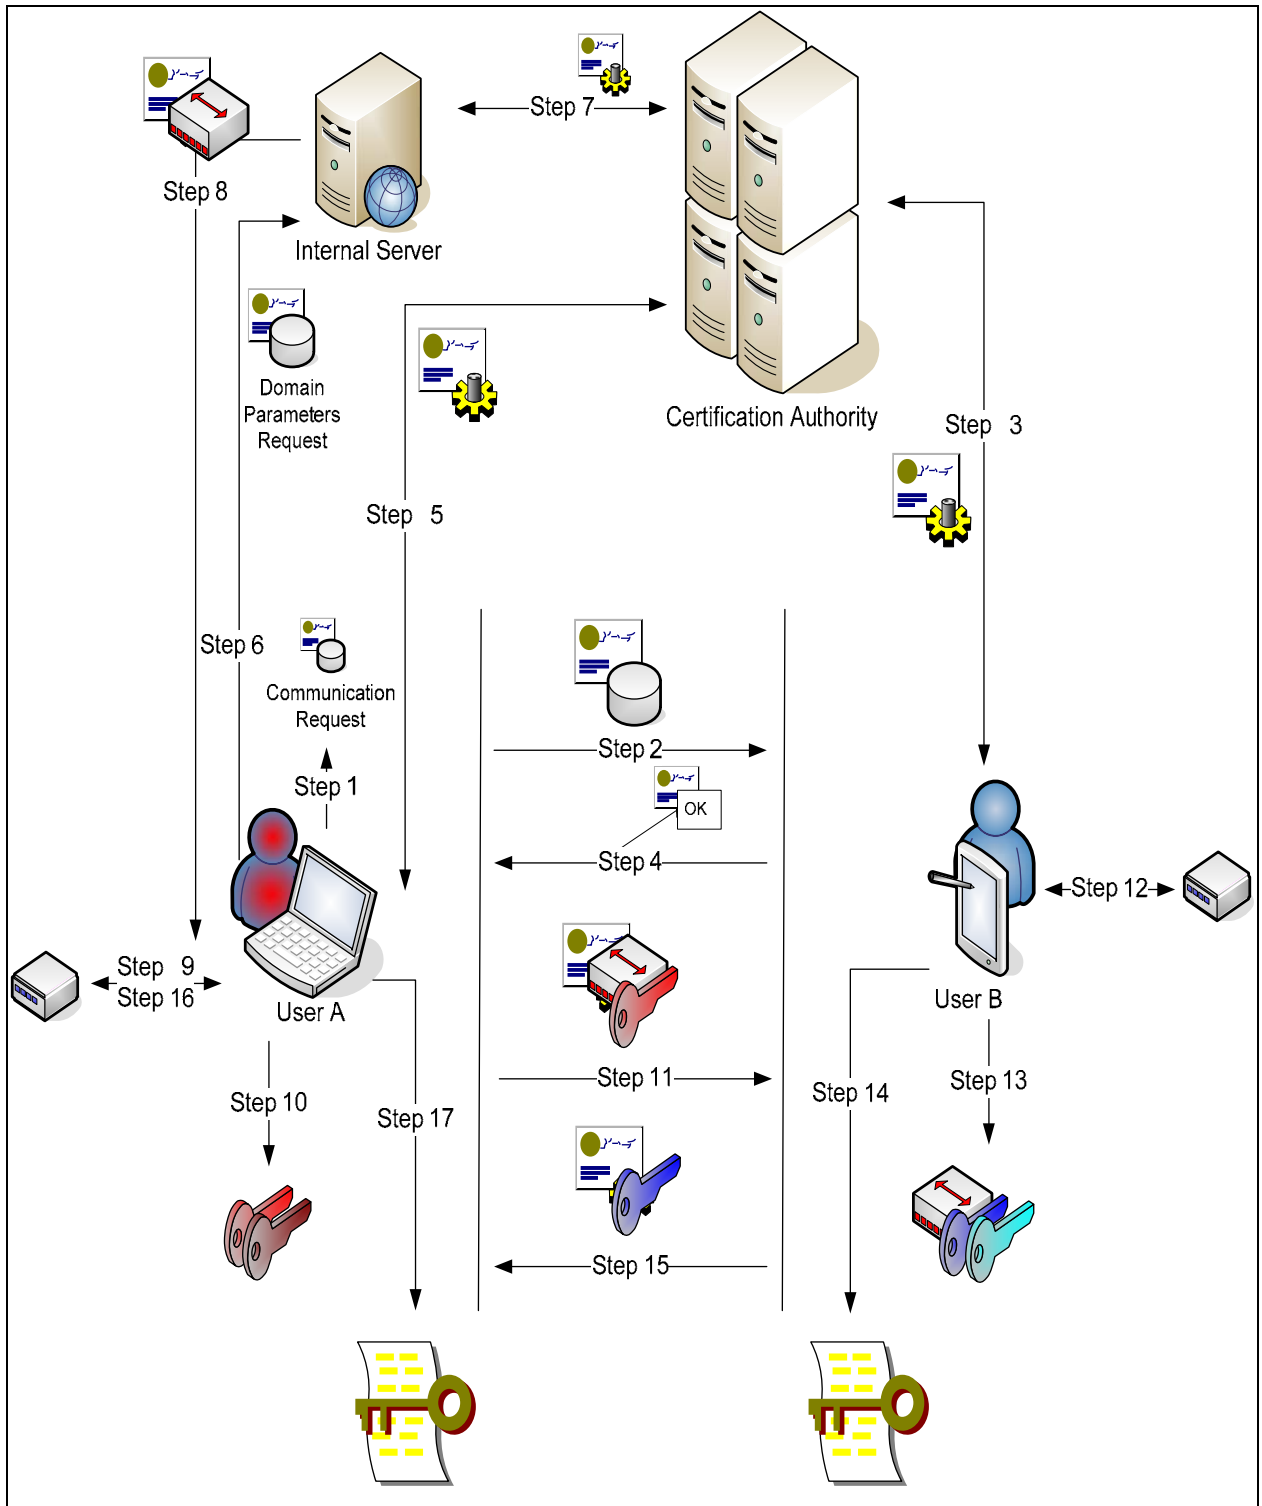 Step 7
Step 8
Internal Server
Domain
Parameters
Request
Certification Authority
Step 3
Step 5
Step 6
Communication
Request
Step 2
Step 1
OK
Step 4
Step 12
Step 9
Step 16
User A
User B
Step 11
Step 13
Step 14
Step 10
Step 17
Step 15